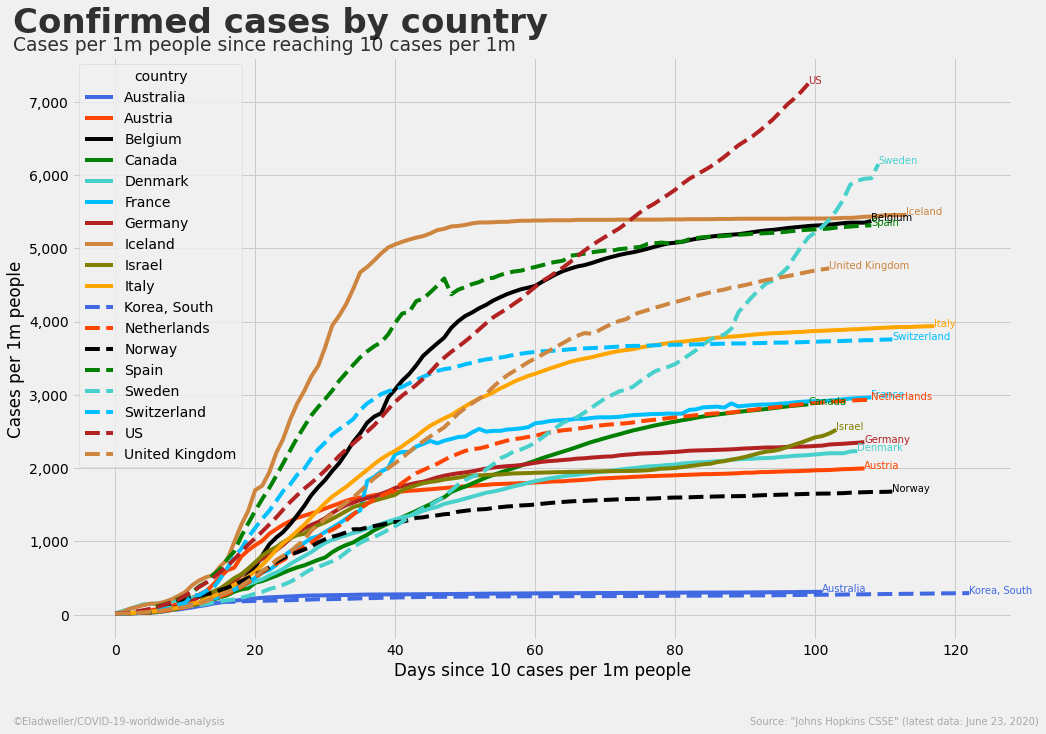 Confirmed cases by country
Cases per 1m people since reaching 10 cases per 1m
country
Australia
Austria
Belgium
Canada
Denmark
France
Germany
Iceland
Israel
Italy
Korea, South
Netherlands
Norway
Spain
Sweden
Switzerland
US
United Kingdom
Cases per 1m people
7,000
6,000
5,000
4,000
3,000
2,000
1,000
0
US
Sweden
Iceland
Belgium
Spain
United Kingdom
Italy
Switzerland
France
Netherlands
Canada
Israel
Germany
Denmark
Austria
Norway
Australia
Korea, South
0 20 40 60 80 100 120
Days since 10 cases per 1m people
©Eladweller/COVID-19-worldwide-analysis
Source: "Johns Hopkins CSSE" (latest data: June 23, 2020)